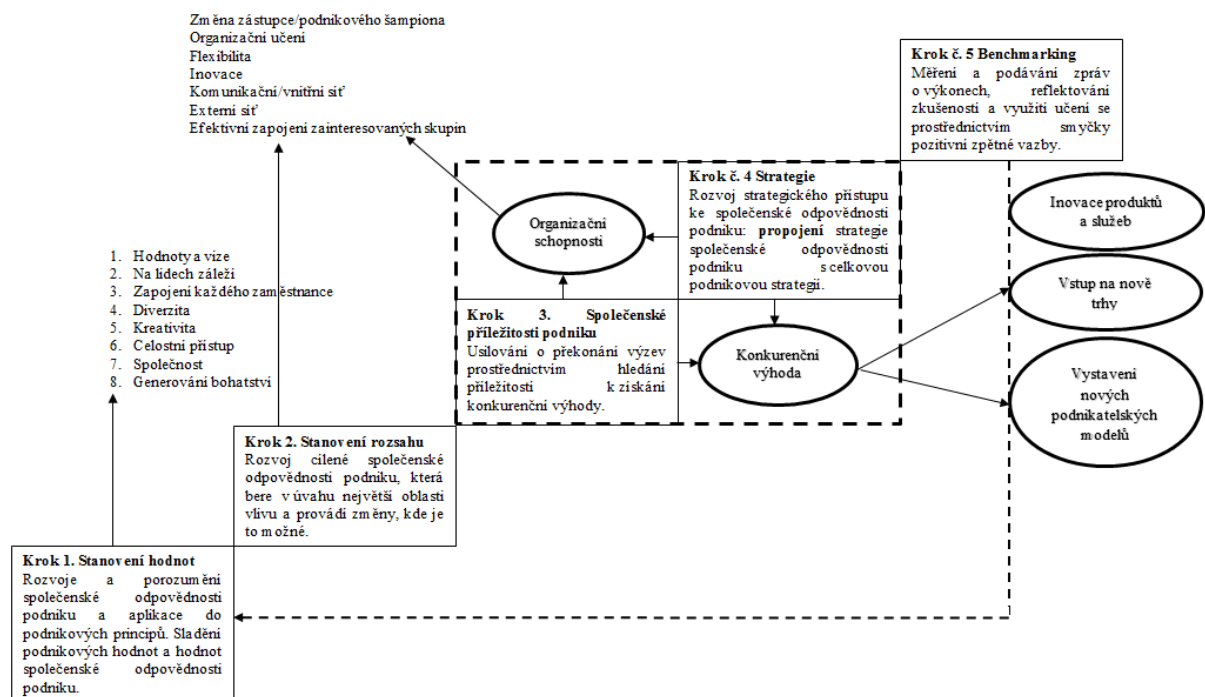 Změna zástupce/podnikového šampiona
Organizační učení
Flexibilita
Inovace
Komunikační/vnitřní síť
Externí síť
Efektivní zapojení zainteresovaných skupin
Krok č. 5 Benchmarking
Měření a podávání zpráv
o výkonech, reflektování
zkušeností a využití učení se
prostřednictvím smyčky
pozitivní zpětné vazby.
Krok č. 4 Strategie
Rozvoj strategického přístupu
ke společenské odpovědnosti
podniku: propojení strategie
společenské odpovědnosti
podniku s celkovou
podnikovou strategií.
Organizační
schopnosti
Inovace produktů
a služeb
Vstup na nové
trhy
Vystavení
nových
podnikatelských
modelů
1. Hodnoty a vize
2. Na lidech záleží
3. Zapojení každého zaměstnance
4. Diverzita
5. Kreativita
6. Celostní přístup
7. Společnost
8. Generování bohatství
Krok 3. Společenské
příležitosti podniku
Usilování o překonání výzev
prostřednictvím hledání
příležitostí k získání
konkurenční výhody.
Konkurenční
výhoda
Krok 2. Stanovení rozsahu
Rozvoj cílené společenské
odpovědnosti podniku, která
bere v úvahu největší oblasti
vlivu a provádí změny, kde je
to možné.
Krok 1. Stanovení hodnot
Rozvoje a porozumění
společenské odpovědnosti
podniku a aplikace do
podnikových principů. Sladění
podnikových hodnot a hodnot
společenské odpovědnosti
podniku.